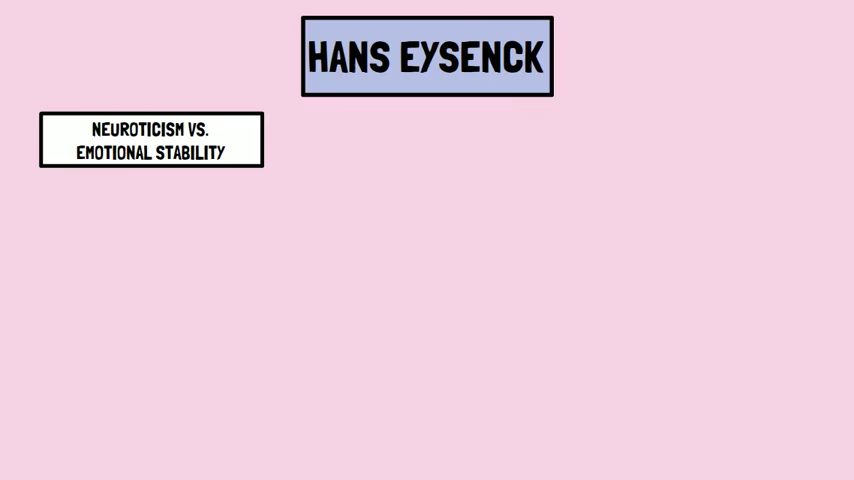 HANS EYSENCK
NEUROTICISM VS.
EMOTIONAL STABILITY